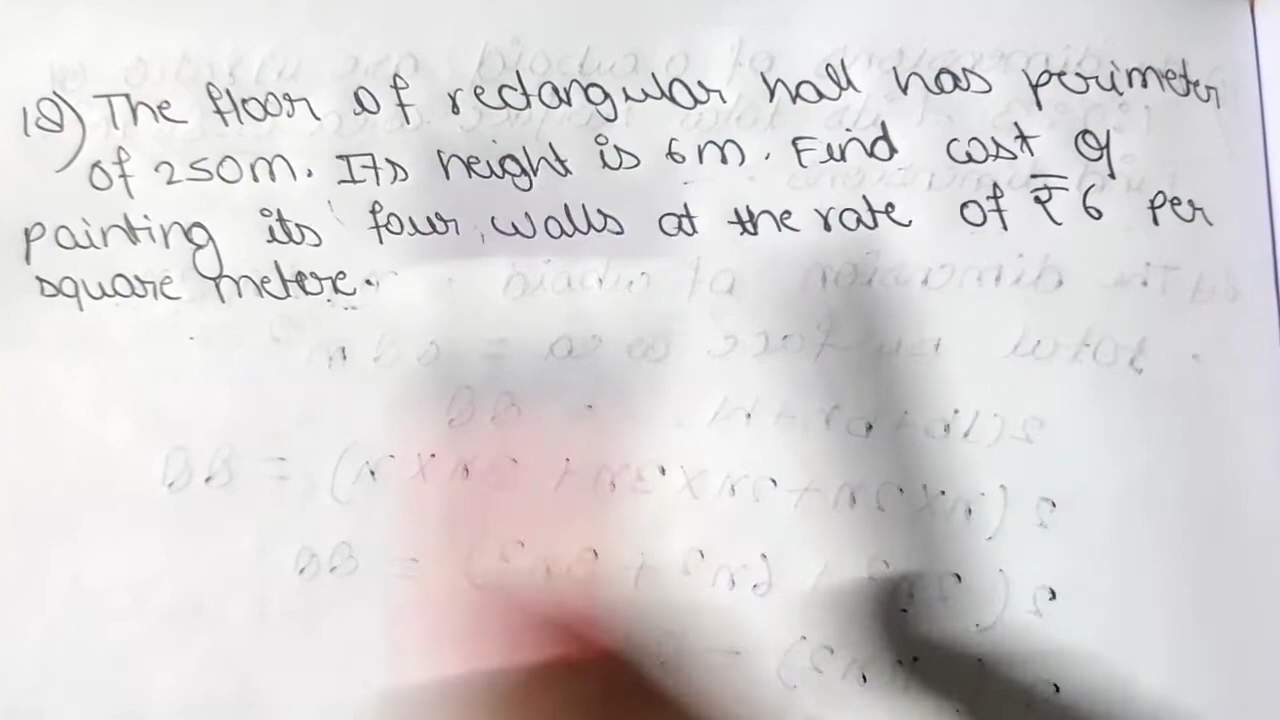 18) The floor of rectangular hall has perimeter
of 250m. Its height is 6m. Find cost of
painting its four walls at the rate of ₹6 per
square metere.